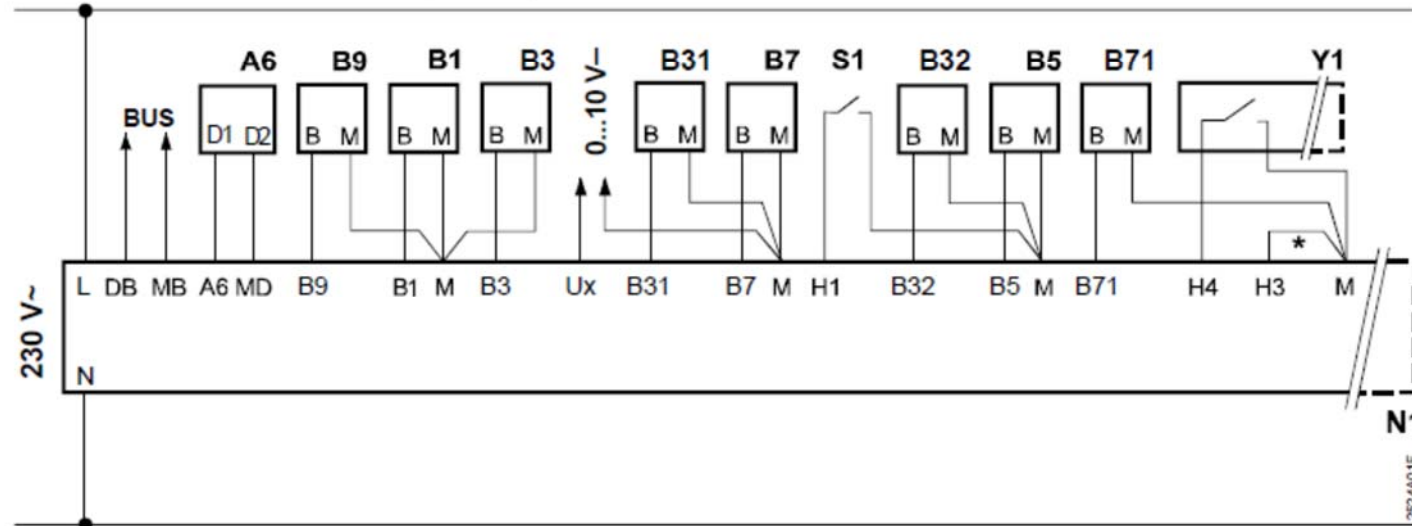 A6 B9 B1 B3 0...10 V⎓ B31 B7 S1 B32 B5 B71 Y1
BUS
D1 D2 B M B M B M B M B M B M B M B M
L DB MB A6 MD B9 B1 M B3 Ux B31 B7 M H1 B32 B5 M B71 H4 H3 * M
230 V~
N
N1